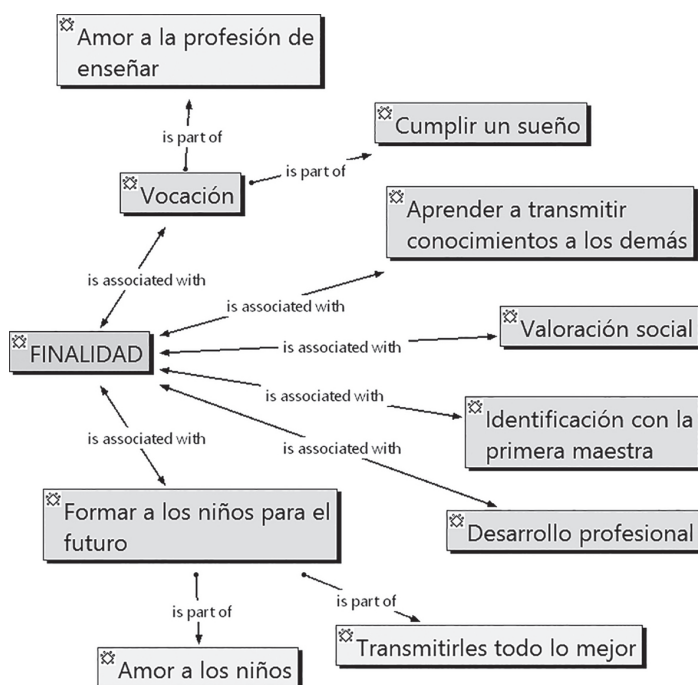 Amor a la profesión de
enseñar
is part of
Cumplir un sueño
is part of
Vocación
Aprender a transmitir
conocimientos a los demás
is associated with
is associated with
Valoración social
FINALIDAD
is associated with
is associated with
Identificación con la
primera maestra
is associated with
is associated with
Formar a los niños para el
futuro
Desarrollo profesional
is part of
is part of
Transmitirles todo lo mejor
Amor a los niños